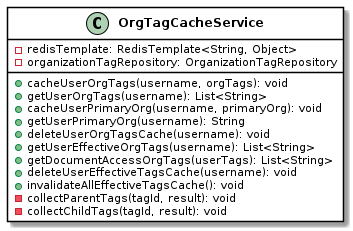 C OrgTagCacheService
redisTemplate: RedisTemplate<String, Object>
organizationTagRepository: OrganizationTagRepository
cacheUserOrgTags(username, orgTags): void
getUserOrgTags(username): List<String>
cacheUserPrimaryOrg(username, primaryOrg): void
getUserPrimaryOrg(username): String
deleteUserOrgTagsCache(username): void
getUserEffectiveOrgTags(username): List<String>
getDocumentAccessOrgTags(userTags): List<String>
deleteUserEffectiveTagsCache(username): void
invalidateAllEffectiveTagsCache(): void
collectParentTags(tagId, result): void
collectChildTags(tagId, result): void